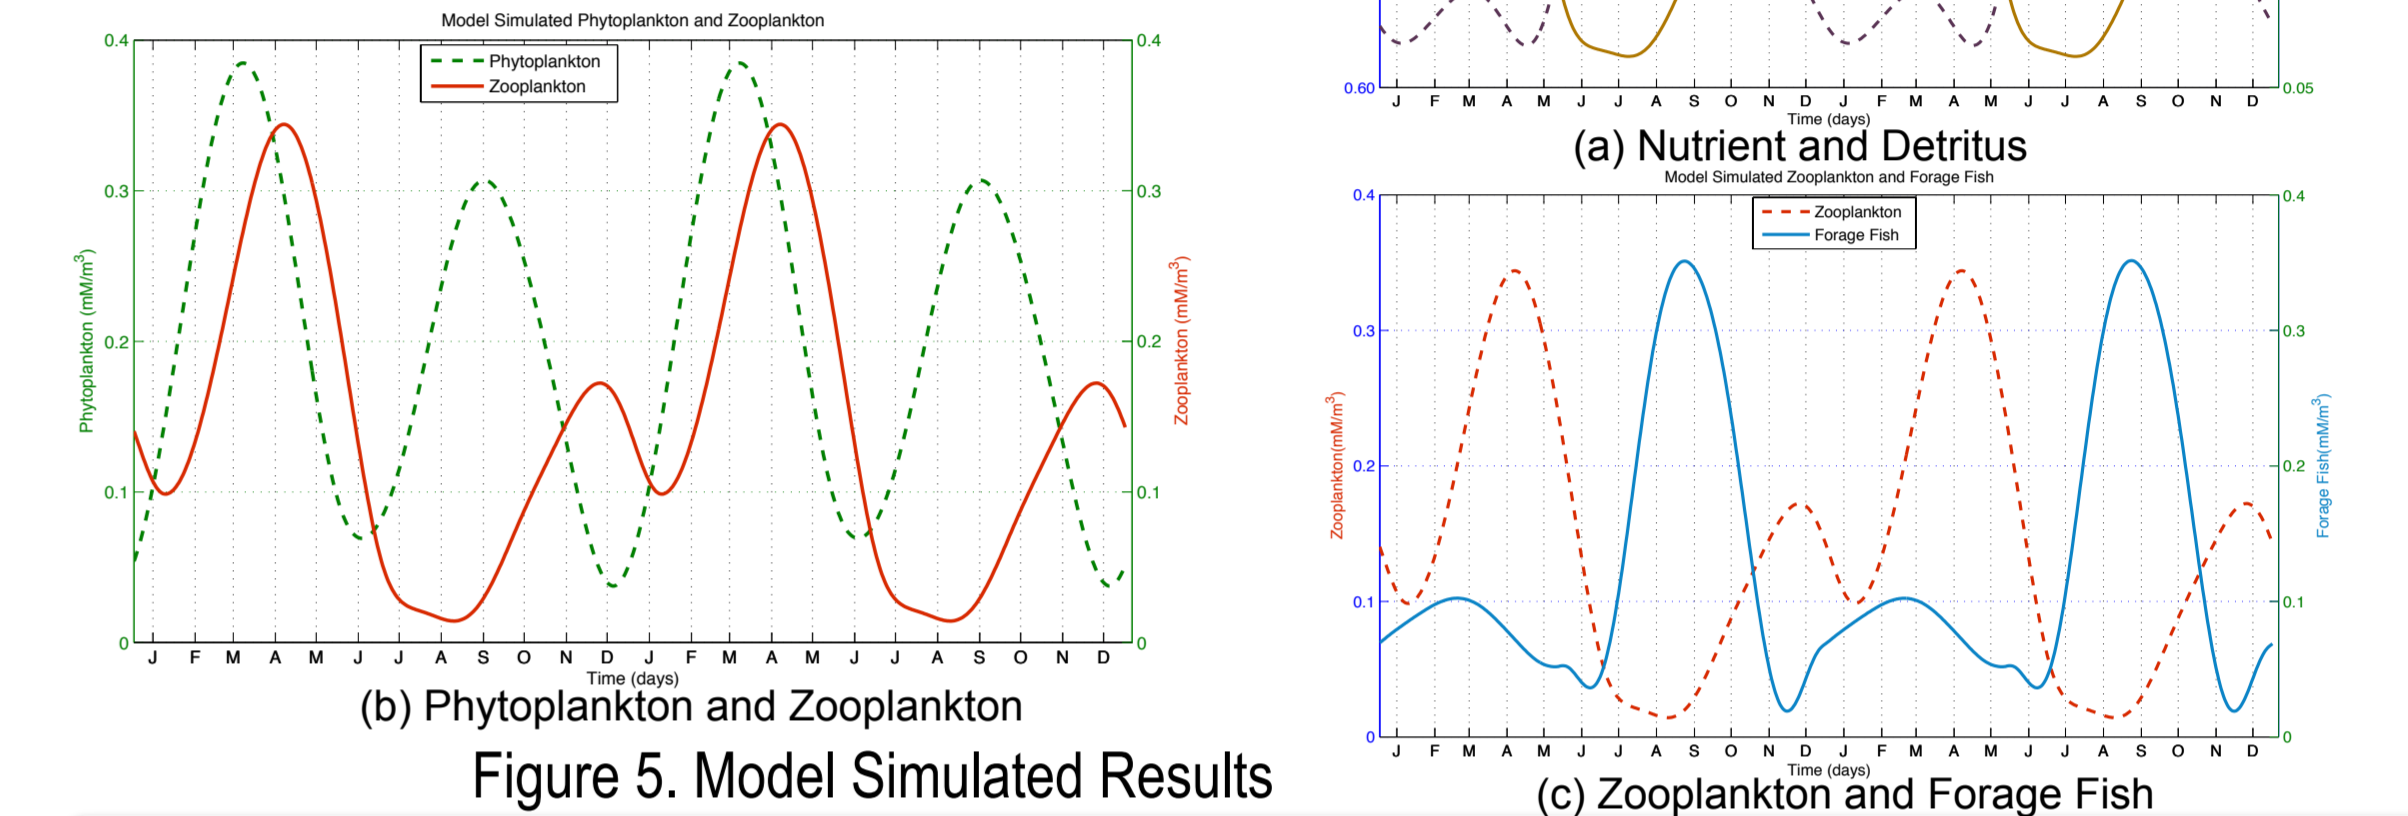 Model Simulated Phytoplankton and Zooplankton
0.4
0.3
0.2
0.1
0
Phytoplankton (mM/m³)
Phytoplankton
Zooplankton
0.4
0.3
0.2
0.1
0
Zooplankton (mM/m³)
J F M A M J J A S O N D J F M A M J J A S O N D
Time (days)
(b) Phytoplankton and Zooplankton
Figure 5. Model Simulated Results
0.60
0.05
J F M A M J J A S O N D J F M A M J J A S O N D
Time (days)
(a) Nutrient and Detritus
Model Simulated Zooplankton and Forage Fish
0.4
0.3
0.2
0.1
0
Zooplankton(mM/m³)
Zooplankton
Forage Fish
0.4
0.3
0.2
0.1
0
Forage Fish(mM/m³)
J F M A M J J A S O N D J F M A M J J A S O N D
Time (days)
(c) Zooplankton and Forage Fish